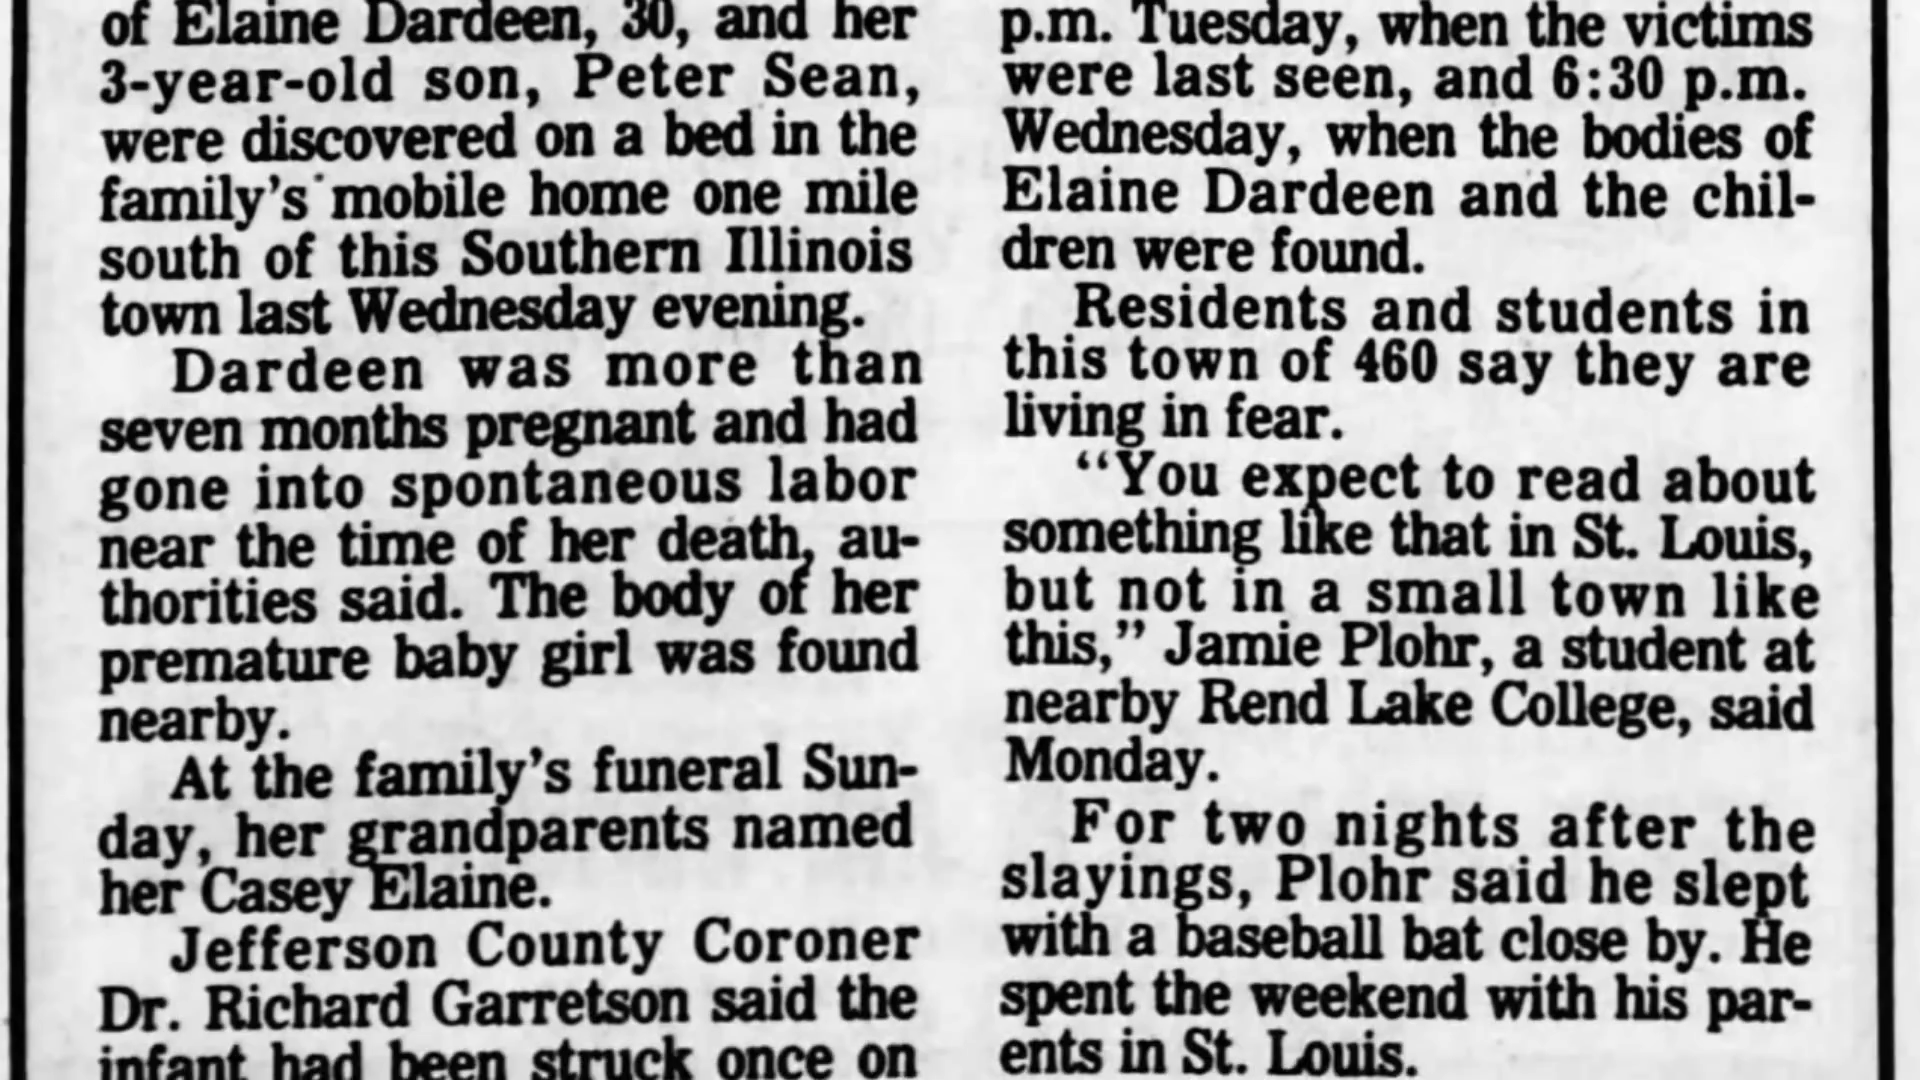 of Elaine Dardeen, 30, and her
3-year-old son, Peter Sean,
were discovered on a bed in the
family's mobile home one mile
south of this Southern Illinois
town last Wednesday evening.
Dardeen was more than
seven months pregnant and had
gone into spontaneous labor
near the time of her death, au-
thorities said. The body of her
premature baby girl was found
nearby.
At the family's funeral Sun-
day, her grandparents named
her Casey Elaine.
Jefferson County Coroner
Dr. Richard Garretson said the
infant had been struck once on
p.m. Tuesday, when the victims
were last seen, and 6:30 p.m.
Wednesday, when the bodies of
Elaine Dardeen and the chil-
dren were found.
Residents and students in
this town of 460 say they are
living in fear.
“You expect to read about
something like that in St. Louis,
but not in a small town like
this,” Jamie Plohr, a student at
nearby Rend Lake College, said
Monday.
For two nights after the
slayings, Plohr said he slept
with a baseball bat close by. He
spent the weekend with his par-
ents in St. Louis.